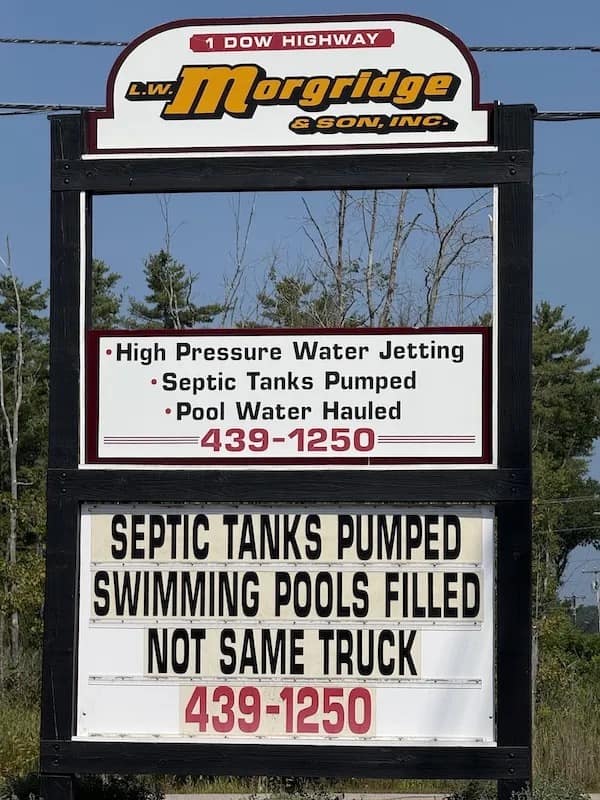 1 DOW HIGHWAY
L.W. Morgridge
& SON, INC.
•High Pressure Water Jetting
•Septic Tanks Pumped
•Pool Water Hauled
439-1250
SEPTIC TANKS PUMPED
SWIMMING POOLS FILLED
NOT SAME TRUCK
439-1250